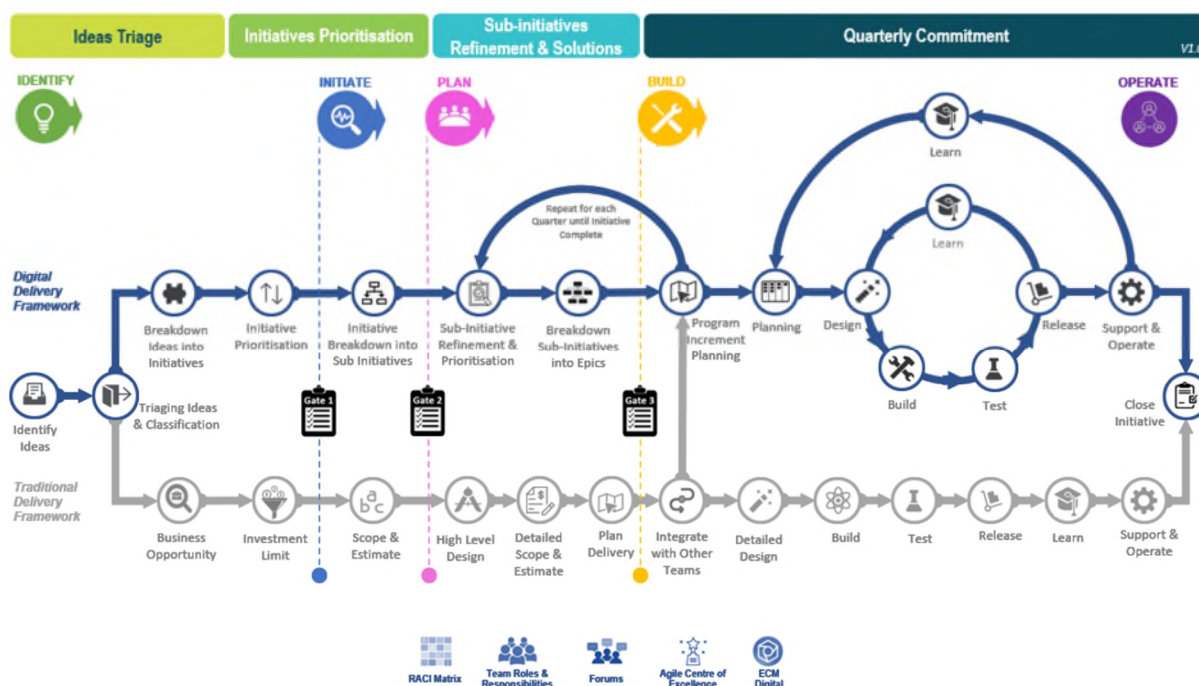 Ideas Triage
Initiatives Prioritisation
Sub-initiatives
Refinement & Solutions
Quarterly Commitment
IDENTIFY
INITIATE
PLAN
BUILD
OPERATE
Learn
Learn
Repeat for each
Quarter until Initiative
Complete
Digital
Delivery
Framework
Breakdown
Ideas into
Initiatives
Initiative
Prioritisation
Initiative
Breakdown into
Sub Initiatives
Sub-Initiative
Refinement &
Prioritisation
Breakdown
Sub-Initiatives
into Epics
Program
Increment
Planning
Planning
Design
Build
Test
Release
Support &
Operate
Identify
Ideas
Triaging Ideas
& Classification
Gate 1
Gate 2
Gate 3
Close
Initiative
Traditional
Delivery
Framework
a
b c
Business
Opportunity
Investment
Limit
Scope &
Estimate
High Level
Design
Detailed
Scope &
Estimate
Plan
Delivery
Integrate
with Other
Teams
Detailed
Design
Build
Test
Release
Learn
Support &
Operate
RACI Matrix
Team Roles &
Responsibilities
Forums
Agile Centre of
Excellence
ECM
Digital